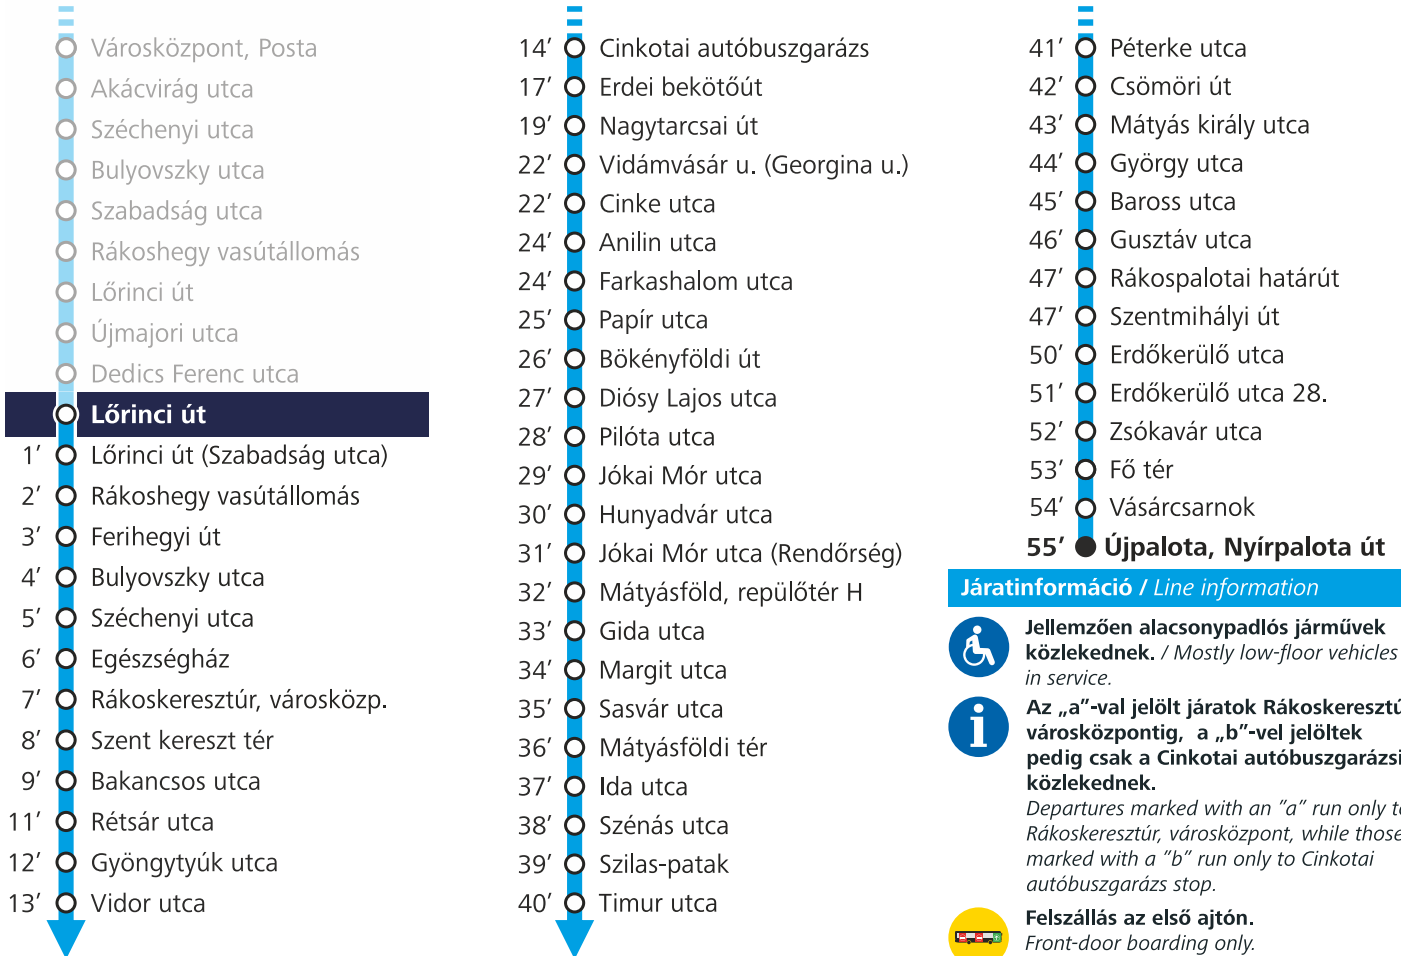 Városközpont, Posta
Akácvirág utca
Széchenyi utca
Bulyovszky utca
Szabadság utca
Rákoshegy vasútállomás
Lőrinci út
Újmajori utca
Dedics Ferenc utca
Lőrinci út
1′ Lőrinci út (Szabadság utca)
2′ Rákoshegy vasútállomás
3′ Ferihegyi út
4′ Bulyovszky utca
5′ Széchenyi utca
6′ Egészségház
7′ Rákoskeresztúr, városközp.
8′ Szent kereszt tér
9′ Bakancsos utca
11′ Rétsár utca
12′ Gyöngytyúk utca
13′ Vidor utca
14′ Cinkotai autóbuszgarázs
17′ Erdei bekötőút
19′ Nagytarcsai út
22′ Vidámvásár u. (Georgina u.)
22′ Cinke utca
24′ Anilin utca
24′ Farkashalom utca
25′ Papír utca
26′ Bökényföldi út
27′ Diósy Lajos utca
28′ Pilóta utca
29′ Jókai Mór utca
30′ Hunyadvár utca
31′ Jókai Mór utca (Rendőrség)
32′ Mátyásföld, repülőtér H
33′ Gida utca
34′ Margit utca
35′ Sasvár utca
36′ Mátyásföldi tér
37′ Ida utca
38′ Szénás utca
39′ Szilas-patak
40′ Timur utca
41′ Péterke utca
42′ Csömöri út
43′ Mátyás király utca
44′ György utca
45′ Baross utca
46′ Gusztáv utca
47′ Rákospalotai határút
47′ Szentmihályi út
50′ Erdőkerülő utca
51′ Erdőkerülő utca 28.
52′ Zsókavár utca
53′ Fő tér
54′ Vásárcsarnok
55′ Újpalota, Nyírpalota út
Járatinformáció / Line information
Jellemzően alacsonypadlós járművek
közlekednek. / Mostly low-floor vehicles
in service.
Az „a”-val jelölt járatok Rákoskeresztú
városközpontig, a „b”-vel jelöltek
pedig csak a Cinkotai autóbuszgarázsi
közlekednek.
Departures marked with an ”a” run only to
Rákoskeresztúr, városközpont, while those
marked with a ”b” run only to Cinkotai
autóbuszgarázs stop.
Felszállás az első ajtón.
Front-door boarding only.